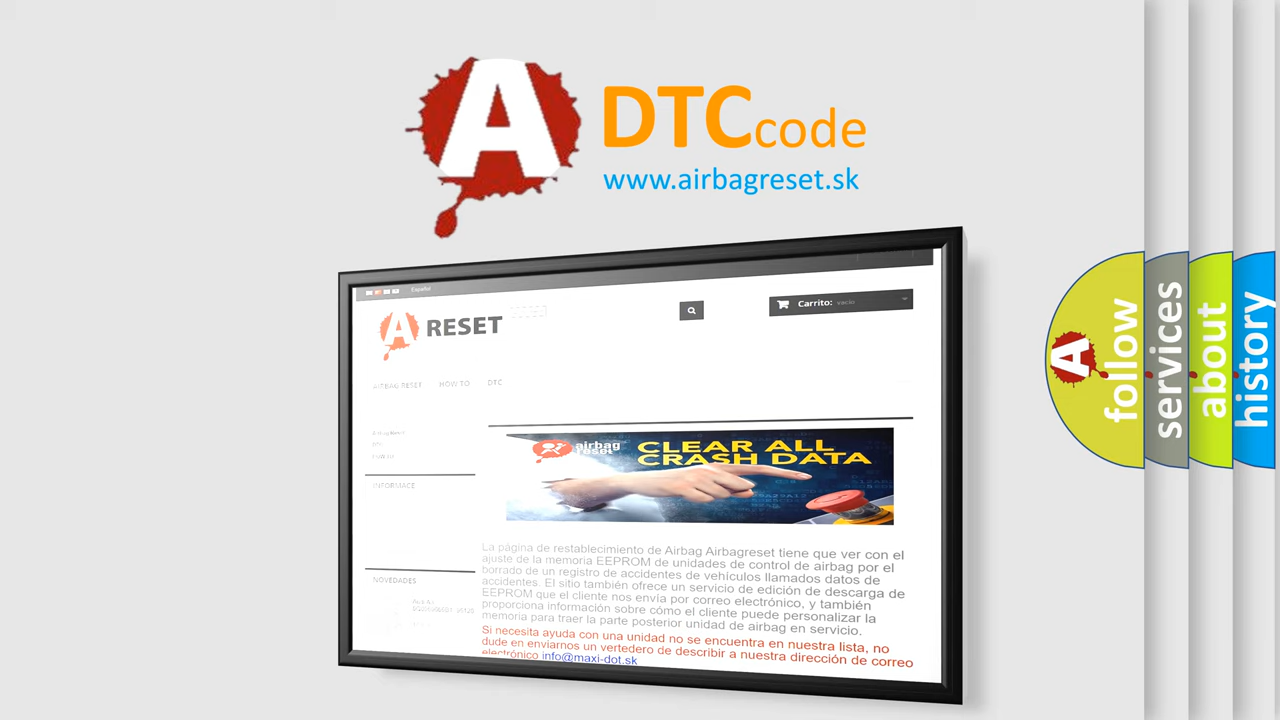 A
DTCcode
www.airbagreset.sk
Español
A RESET
Carrito: vacío
AIRBAG RESET HOW TO DTC
INFORMACE
NOVEDADES
airbag
reset
CLEAR ALL
CRASH DATA
La página de restablecimiento de Airbag Airbagreset tiene que ver con el
ajuste de la memoria EEPROM de unidades de control de airbag por el
borrado de un registro de accidentes de vehículos llamados datos de
accidentes. El sitio también ofrece un servicio de edición de descarga de
EEPROM que el cliente nos envía por correo electrónico, y también
proporciona información sobre cómo el cliente puede personalizar la
memoria para traer la parte posterior unidad de airbag en servicio.
Si necesita ayuda con una unidad no se encuentra en nuestra lista, no
dude en enviarnos un vertedero de describir a nuestra dirección de correo
electrónico info@maxi-dot.sk
A
follow
services
about
history